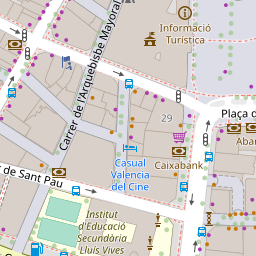 Informació
Turística
Carrer de l'Arquebisbe Mayoral
29
Plaça d
Aba
Casual
Valencia
del Cine
Caixabank
de Sant Pau
Institut
d'Educació
Secundària
Lluís Vives